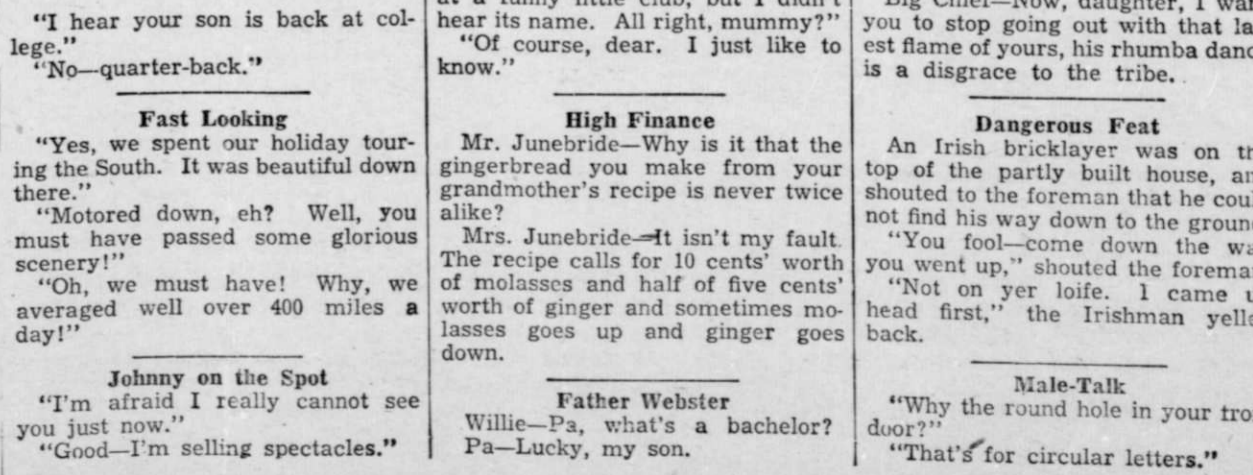 "I hear your son is back at col-
lege."
"No—quarter-back."
Fast Looking
"Yes, we spent our holiday tour-
ing the South. It was beautiful down
there."
"Motored down, eh? Well, you
must have passed some glorious
scenery!"
"Oh, we must have! Why, we
averaged well over 400 miles a
day!"
Johnny on the Spot
"I'm afraid I really cannot see
you just now."
"Good—I'm selling spectacles."
hear its name. All right, mummy?"
"Of course, dear. I just like to
know."
High Finance
Mr. Junebride—Why is it that the
gingerbread you make from your
grandmother's recipe is never twice
alike?
Mrs. Junebride—It isn't my fault.
The recipe calls for 10 cents' worth
of molasses and half of five cents'
worth of ginger and sometimes mo-
lasses goes up and ginger goes
down.
Father Webster
Willie—Pa, what's a bachelor?
Pa—Lucky, my son.
Big Chief—Now, daughter, I
you to stop going out with that
est flame of yours, his rhumba
is a disgrace to the tribe.
Dangerous Feat
An Irish bricklayer was on
top of the partly built house,
shouted to the foreman that he
not find his way down to the
"You fool—come down the
you went up," shouted the
"Not on yer loife. I came
head first," the Irishman
back.
Male-Talk
"Why the round hole in your
door?"
"That's for circular letters."